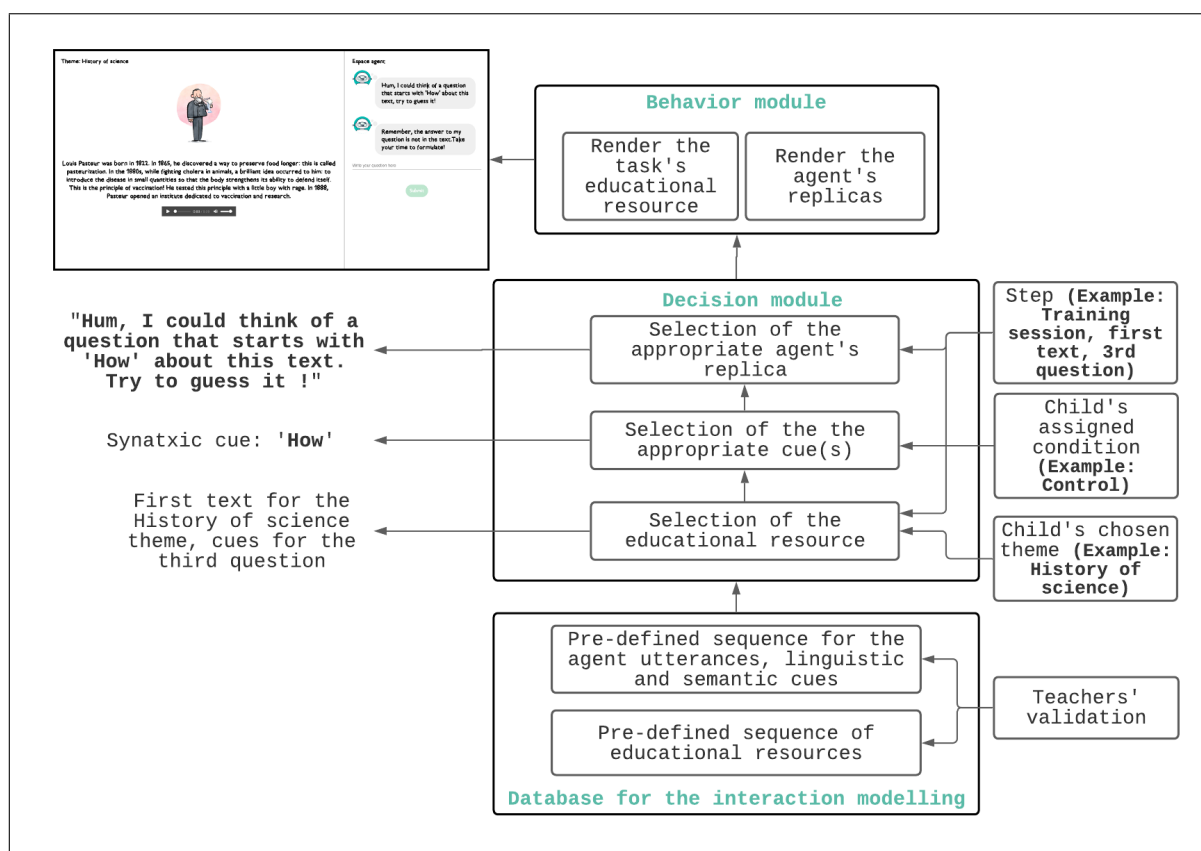 Theme: History of science
Louis Pasteur was born in 1822. In 1865, he discovered a way to preserve food longer: this is called
pasteurization. In the 1880s, while fighting cholera in animals, a brilliant idea occurred to him: to
introduce the disease in small quantities so that the body strengthens its ability to defend itself.
This is the principle of vaccination! He tested this principle with a little boy with rage. In 1888,
Pasteur opened an institute dedicated to vaccination and research.
Espace agent
Hum, I could think of a question
that starts with 'How' about this
text, try to guess it!
Remember, the answer to my
question is not in the text.Take
your time to formulate!
Write your question here
Submit
Behavior module
Render the
task's
educational
resource
Render the
agent's
replicas
Decision module
Selection of the
appropriate agent's
replica
Selection of the the
appropriate cue(s)
Selection of the
educational resource
"Hum, I could think of a
question that starts with
'How' about this text.
Try to guess it !"
Synatxic cue: 'How'
First text for the
History of science
theme, cues for the
third question
Step (Example:
Training
session, first
text, 3rd
question)
Child's
assigned
condition
(Example:
Control)
Child's chosen
theme (Example:
History of
science)
Pre-defined sequence for the
agent utterances, linguistic
and semantic cues
Pre-defined sequence of
educational resources
Database for the interaction modelling
Teachers'
validation